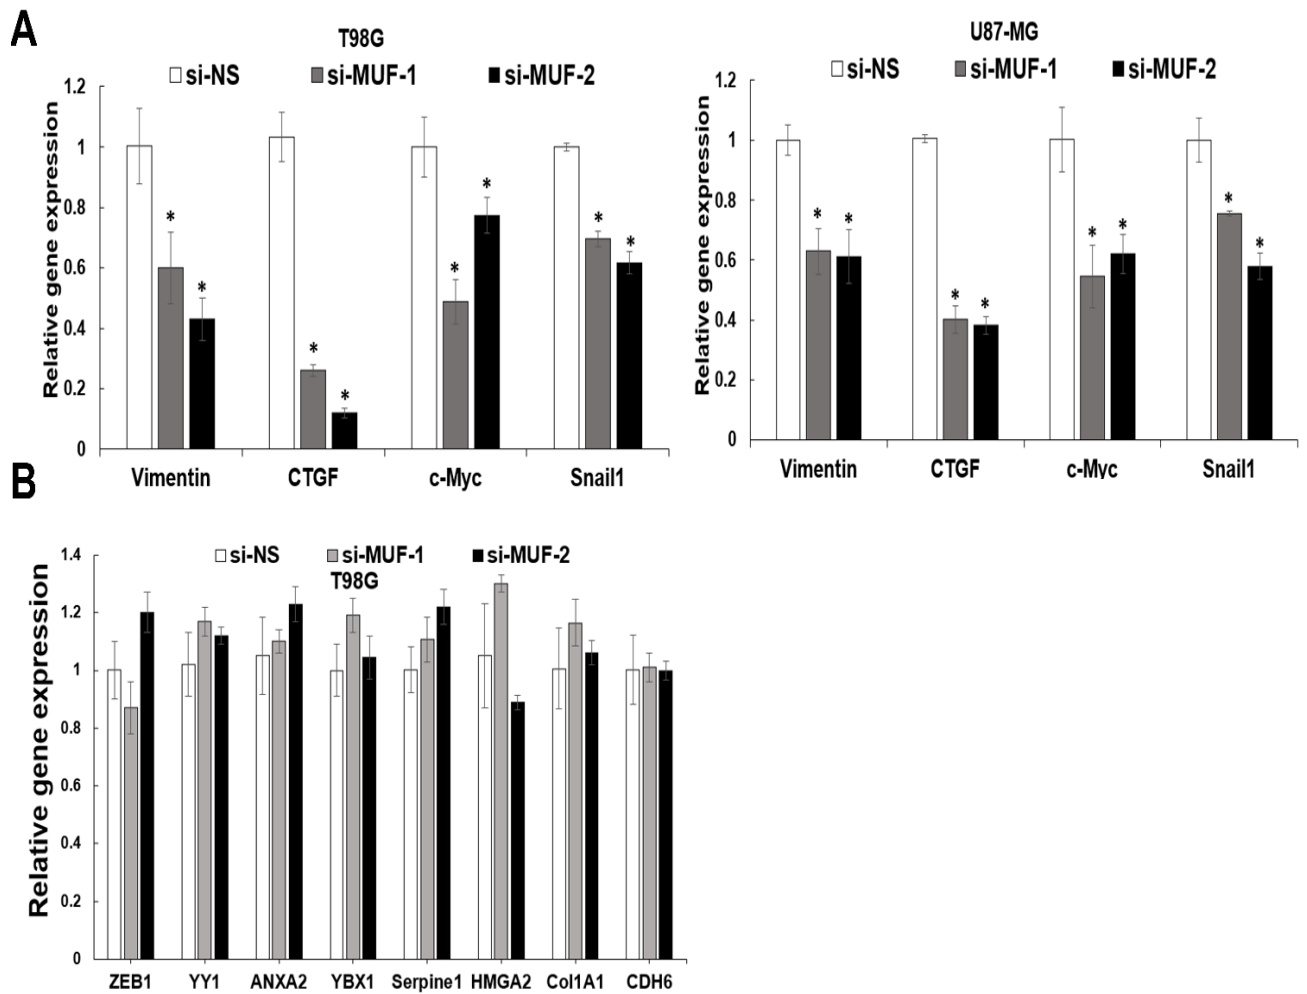 A
T98G
si-NS si-MUF-1 si-MUF-2
Relative gene expression
1.2
1
0.8
0.6
0.4
0.2
0
Vimentin CTGF c-Myc Snail1
* * * * * * * *
U87-MG
si-NS si-MUF-1 si-MUF-2
Relative gene expression
1.2
1
0.8
0.6
0.4
0.2
0
Vimentin CTGF c-Myc Snail1
* * * * * * * *
B
si-NS si-MUF-1 si-MUF-2
T98G
Relative gene expression
1.4
1.2
1
0.8
0.6
0.4
0.2
0
ZEB1 YY1 ANXA2 YBX1 Serpine1 HMGA2 Col1A1 CDH6